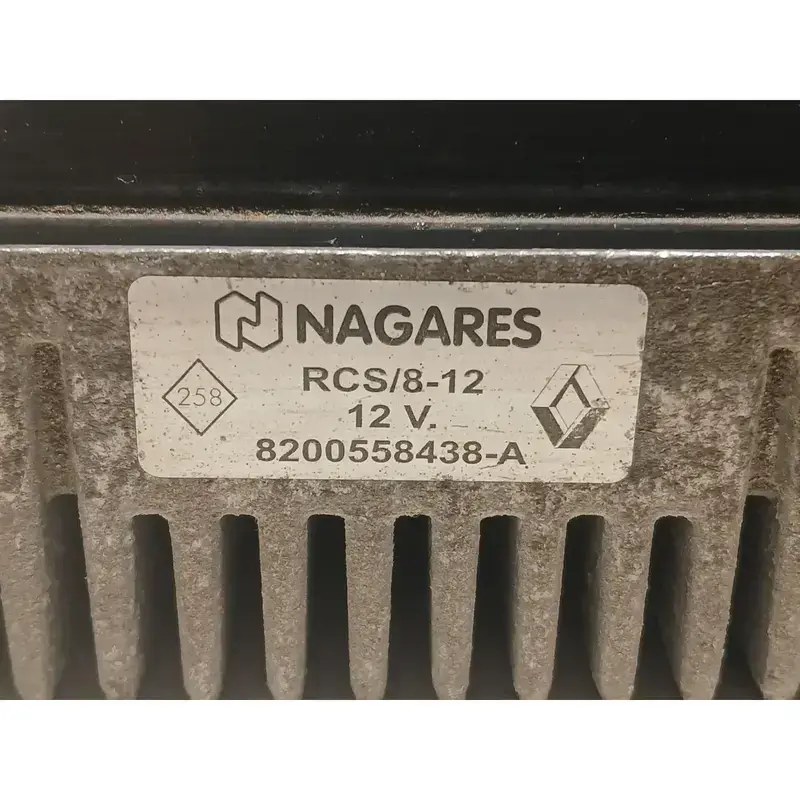 NAGARES
RCS/8-12
258
12 V.
8200558438-A